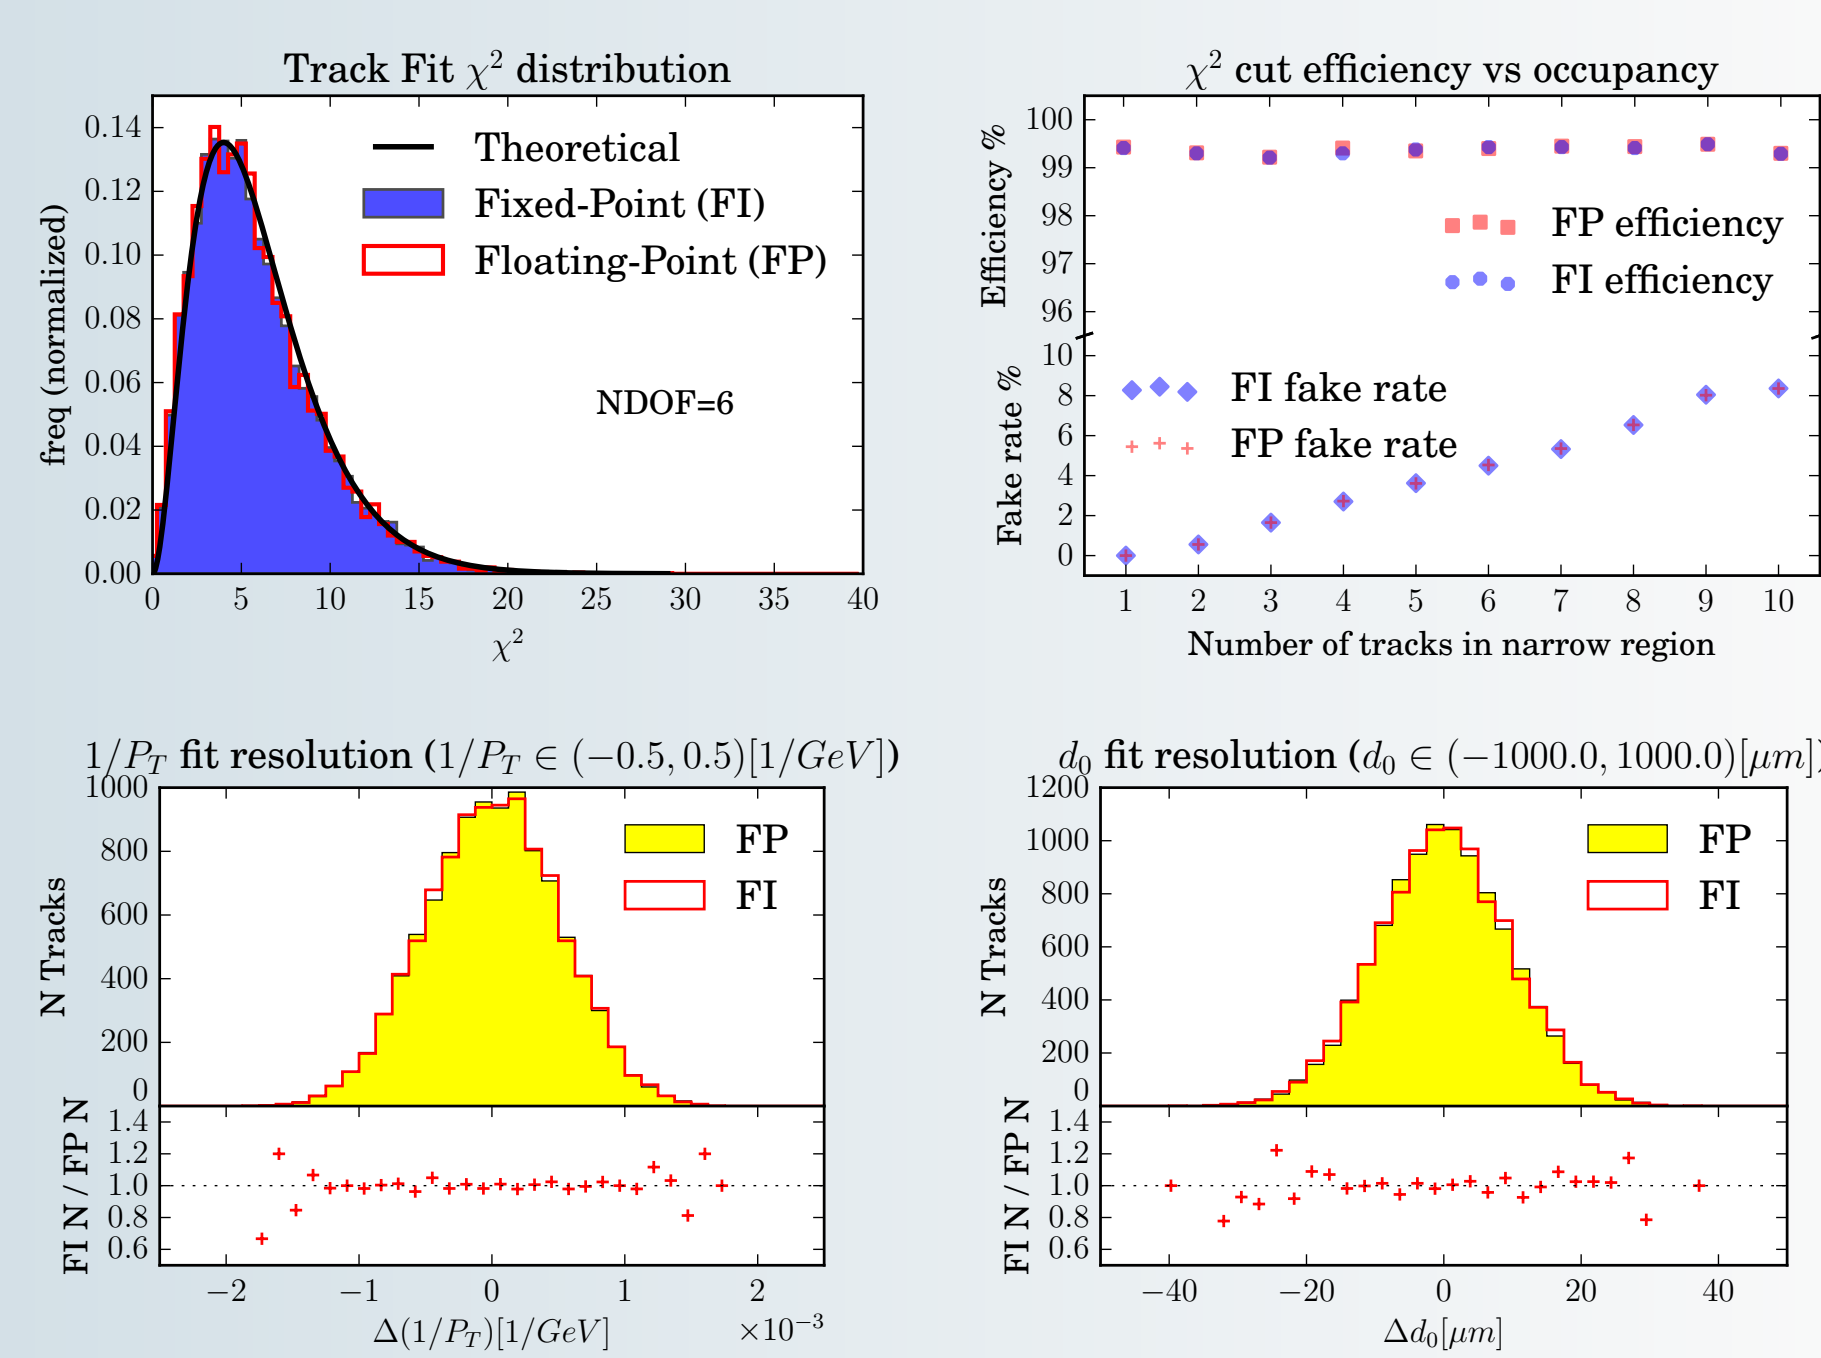 Track Fit χ² distribution
0.14
0.12
0.10
0.08
0.06
0.04
0.02
0.00
freq (normalized)
Theoretical
Fixed-Point (FI)
Floating-Point (FP)
NDOF=6
0 5 10 15 20 25 30 35 40
χ²
χ² cut efficiency vs occupancy
100
99
98
97
96
Efficiency %
FP efficiency
FI efficiency
10
8
6
4
2
0
Fake rate %
FI fake rate
FP fake rate
1 2 3 4 5 6 7 8 9 10
Number of tracks in narrow region
1/P_T fit resolution (1/P_T ∈ (−0.5, 0.5)[1/GeV])
1000
800
600
400
200
0
N Tracks
FP
FI
1.4
1.2
1.0
0.8
0.6
FI N / FP N
−2 −1 0 1 2
Δ(1/P_T)[1/GeV] ×10⁻³
d₀ fit resolution (d₀ ∈ (−1000.0, 1000.0)[μm])
1200
1000
800
600
400
200
0
N Tracks
FP
FI
1.4
1.2
1.0
0.8
0.6
FI N / FP N
−40 −20 0 20 40
Δd₀[μm]